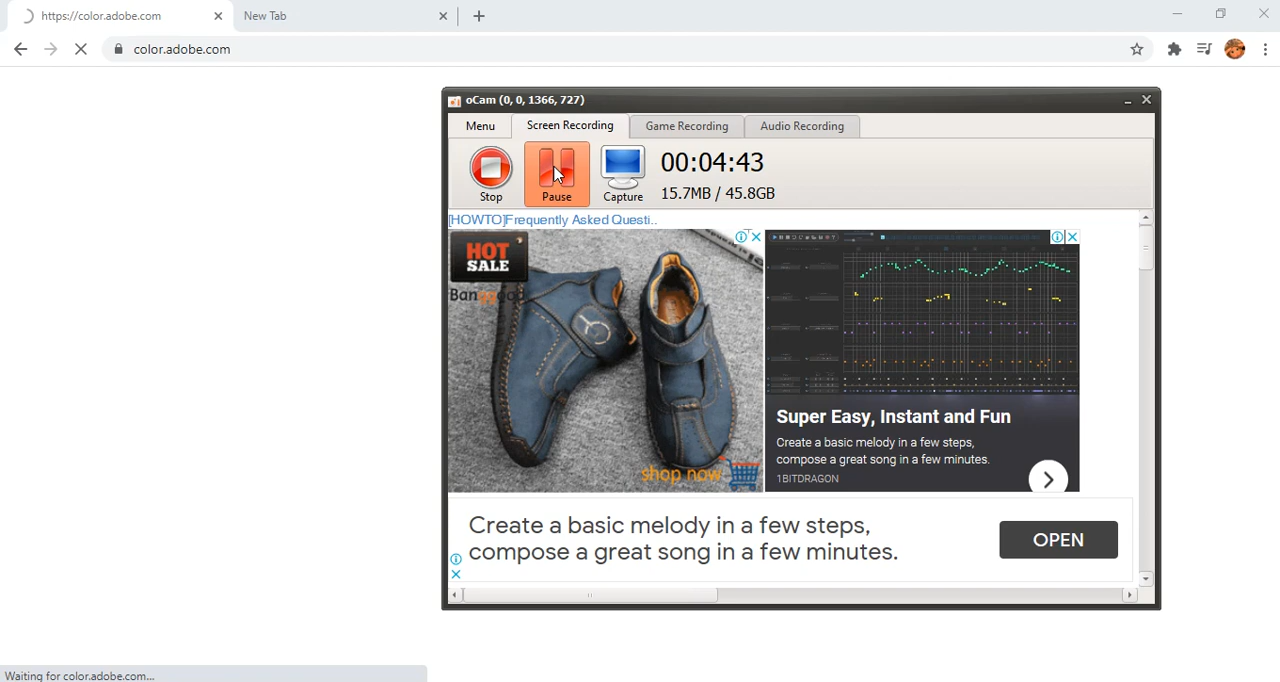 https://color.adobe.com
New Tab
color.adobe.com
oCam (0, 0, 1366, 727)
Menu
Screen Recording
Game Recording
Audio Recording
Stop
Pause
Capture
00:04:43
15.7MB / 45.8GB
[HOWTO]Frequently Asked Questi..
HOT
SALE
Banggood
shop now
Super Easy, Instant and Fun
Create a basic melody in a few steps,
compose a great song in a few minutes.
1BITDRAGON
Create a basic melody in a few steps,
compose a great song in a few minutes.
OPEN
Waiting for color.adobe.com...